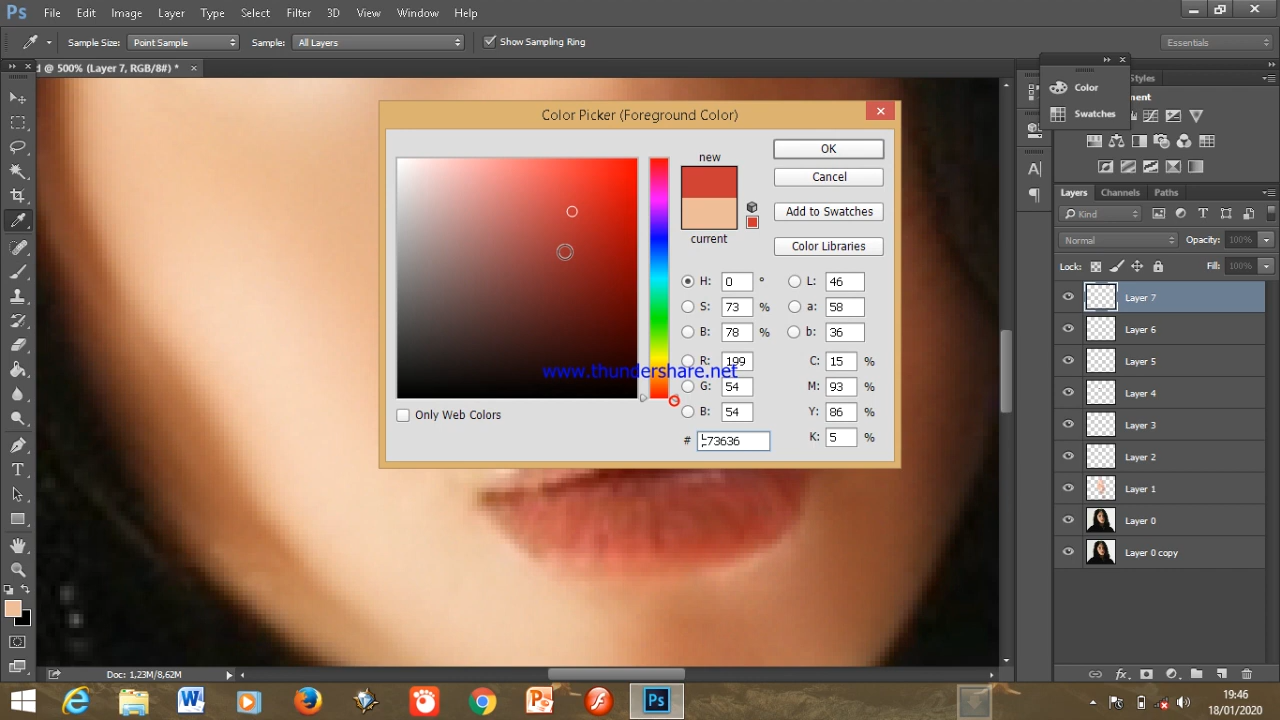 Ps File Edit Image Layer Type Select Filter 3D View Window Help
Sample Size: Point Sample Sample: All Layers Show Sampling Ring Essentials
d @ 500% (Layer 7, RGB/8#) * ×
Color
Swatches
Styles
ment
Color Picker (Foreground Color)
new
current
OK
Cancel
Add to Swatches
Color Libraries
H: 0 °
S: 73 %
B: 78 %
R: 199
G: 54
B: 54
L: 46
a: 58
b: 36
C: 15 %
M: 93 %
Y: 86 %
K: 5 %
# 73636
Only Web Colors
www.thundershare.net
Layers Channels Paths
Kind
Normal Opacity: 100%
Lock: Fill: 100%
Layer 7
Layer 6
Layer 5
Layer 4
Layer 3
Layer 2
Layer 1
Layer 0
Layer 0 copy
Doc: 1,23M/8,62M
19:46
18/01/2020